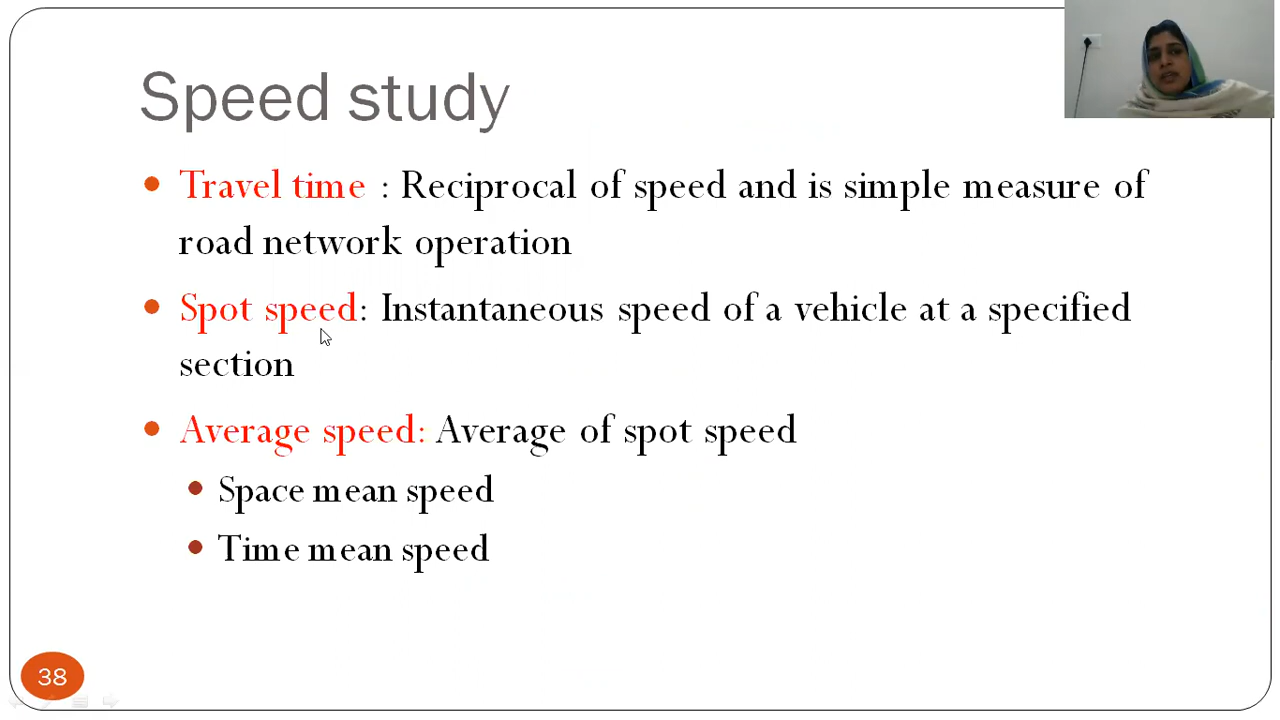 Speed study
• Travel time : Reciprocal of speed and is simple measure of
road network operation
• Spot speed: Instantaneous speed of a vehicle at a specified
section
• Average speed: Average of spot speed
• Space mean speed
• Time mean speed
38